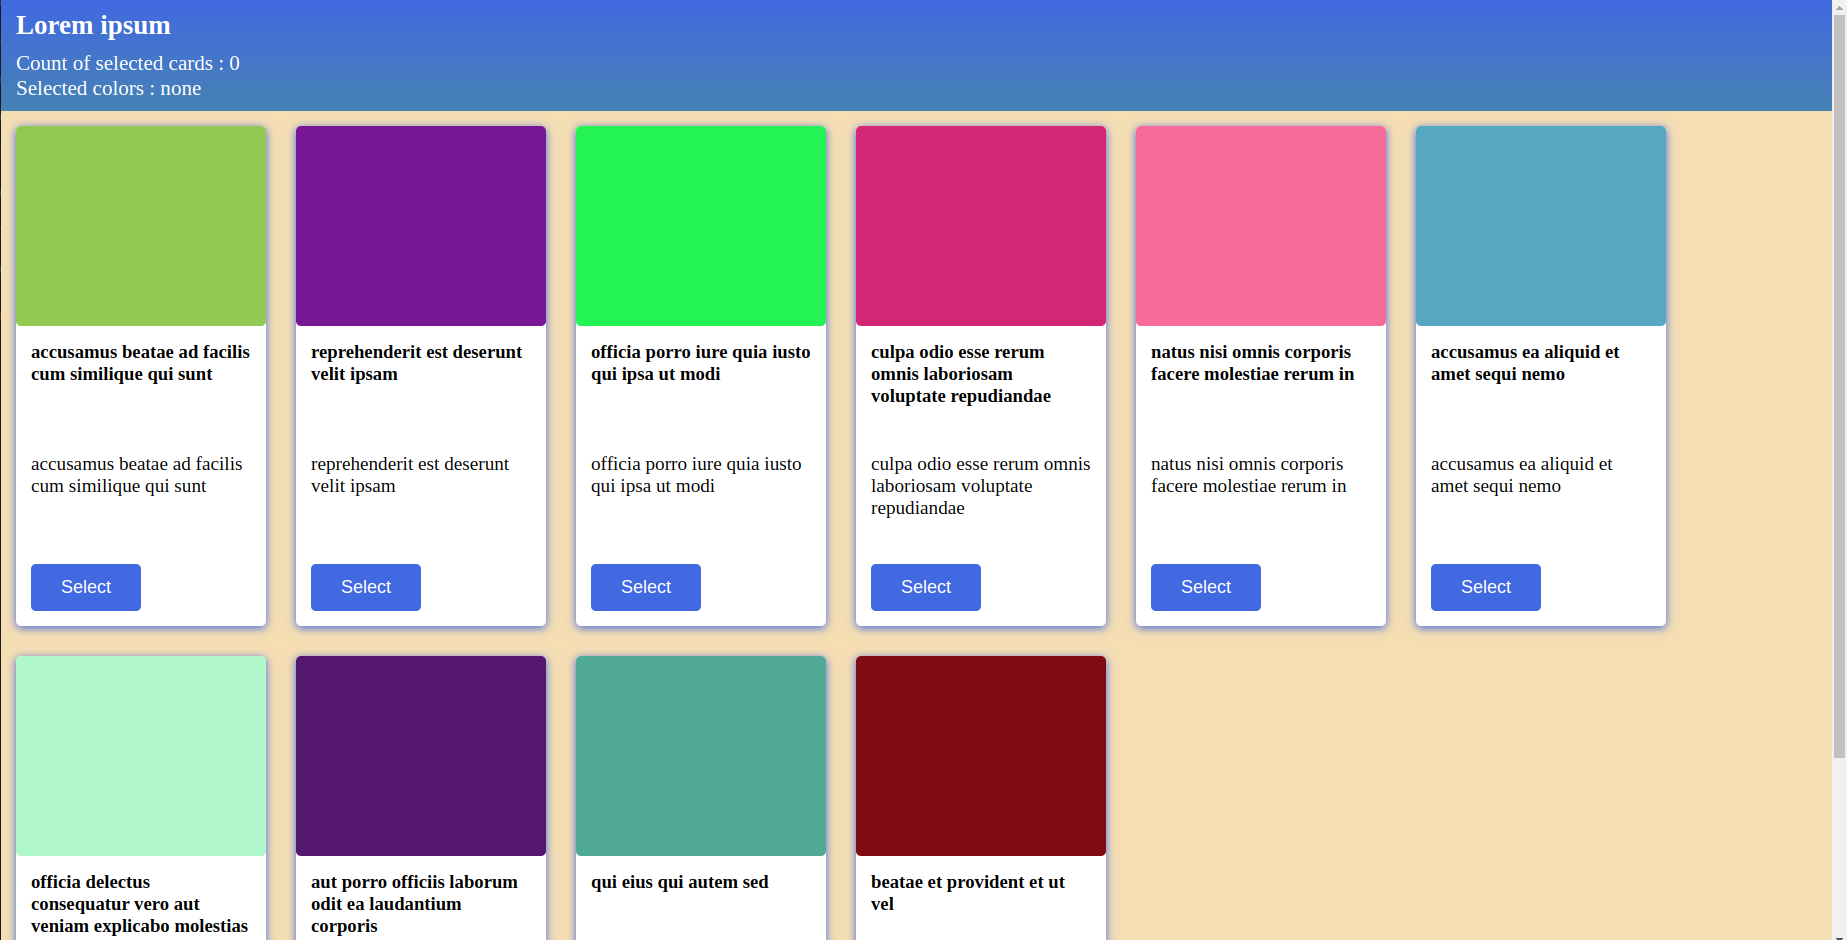 Lorem ipsum
Count of selected cards : 0
Selected colors : none
accusamus beatae ad facilis
cum similique qui sunt
accusamus beatae ad facilis
cum similique qui sunt
Select
reprehenderit est deserunt
velit ipsam
reprehenderit est deserunt
velit ipsam
Select
officia porro iure quia iusto
qui ipsa ut modi
officia porro iure quia iusto
qui ipsa ut modi
Select
culpa odio esse rerum
omnis laboriosam
voluptate repudiandae
culpa odio esse rerum omnis
laboriosam voluptate
repudiandae
Select
natus nisi omnis corporis
facere molestiae rerum in
natus nisi omnis corporis
facere molestiae rerum in
Select
accusamus ea aliquid et
amet sequi nemo
accusamus ea aliquid et
amet sequi nemo
Select
officia delectus
consequatur vero aut
veniam explicabo molestias
aut porro officiis laborum
odit ea laudantium
corporis
qui eius qui autem sed
beatae et provident et ut
vel